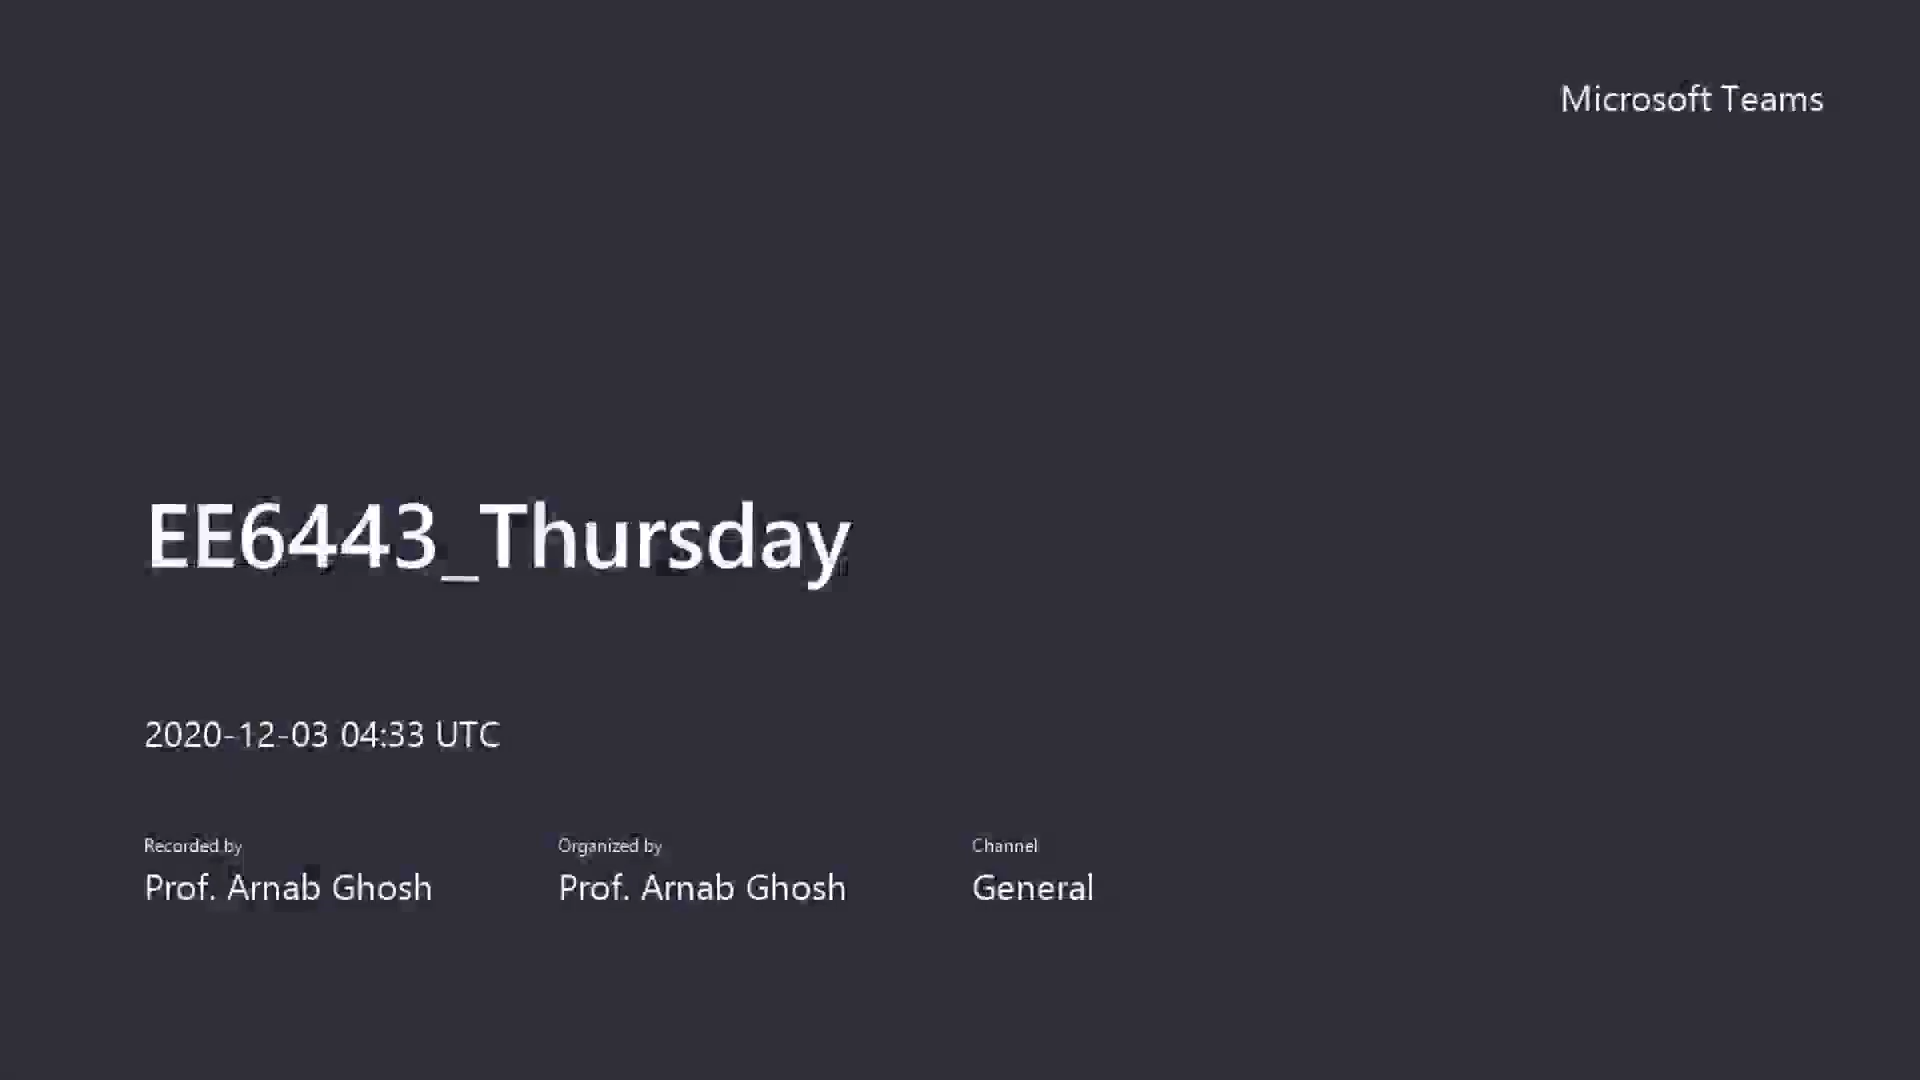 Microsoft Teams
EE6443_Thursday
2020-12-03 04:33 UTC
Recorded by
Organized by
Channel
Prof. Arnab Ghosh
Prof. Arnab Ghosh
General